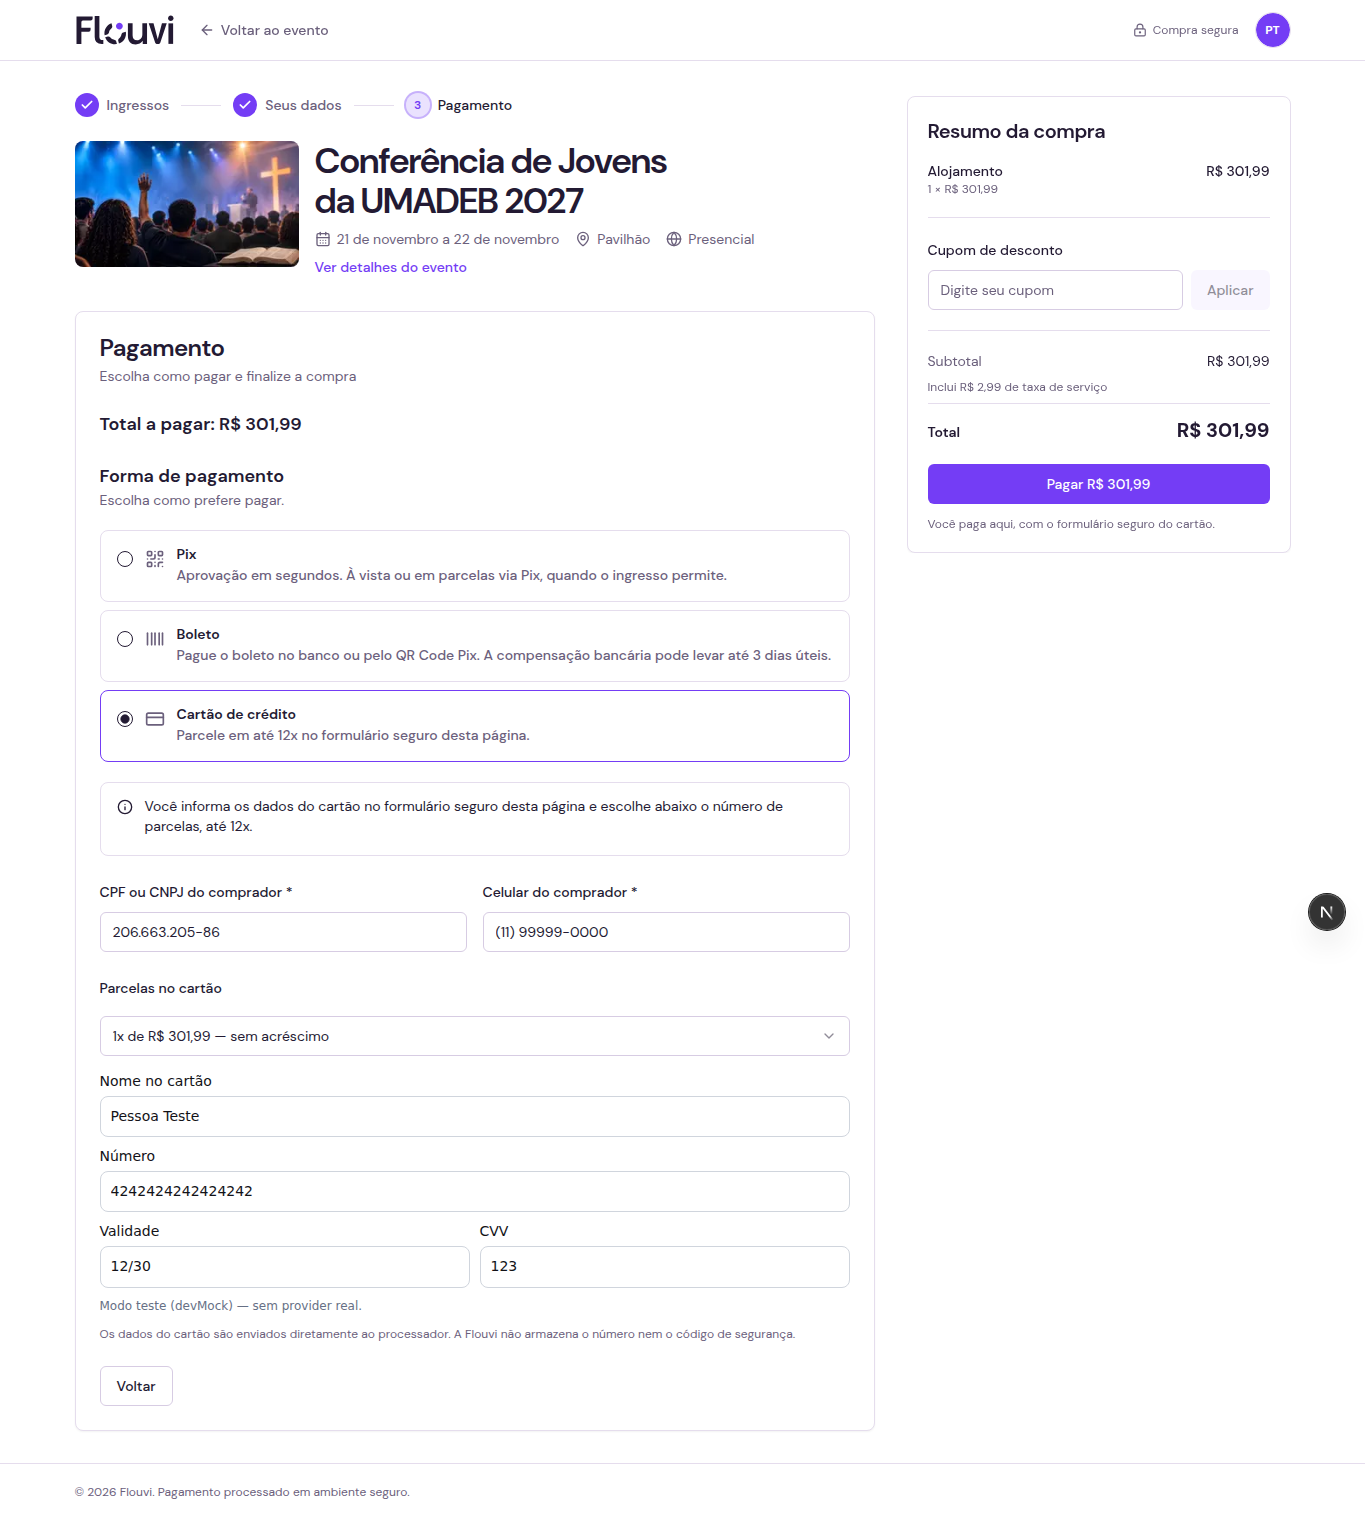 Flouvi
Voltar ao evento
Compra segura
PT
Ingressos
Seus dados
3
Pagamento
Conferência de Jovens
da UMADEB 2027
21 de novembro a 22 de novembro
Pavilhão
Presencial
Ver detalhes do evento
Pagamento
Escolha como pagar e finalize a compra
Total a pagar: R$ 301,99
Forma de pagamento
Escolha como prefere pagar.
Pix
Aprovação em segundos. À vista ou em parcelas via Pix, quando o ingresso permite.
Boleto
Pague o boleto no banco ou pelo QR Code Pix. A compensação bancária pode levar até 3 dias úteis.
Cartão de crédito
Parcele em até 12x no formulário seguro desta página.
Você informa os dados do cartão no formulário seguro desta página e escolhe abaixo o número de
parcelas, até 12x.
CPF ou CNPJ do comprador *
Celular do comprador *
206.663.205-86
(11) 99999-0000
Parcelas no cartão
1x de R$ 301,99 — sem acréscimo
Nome no cartão
Pessoa Teste
Número
4242424242424242
Validade
CVV
12/30
123
Modo teste (devMock) — sem provider real.
Os dados do cartão são enviados diretamente ao processador. A Flouvi não armazena o número nem o código de segurança.
Voltar
Resumo da compra
Alojamento
R$ 301,99
1 × R$ 301,99
Cupom de desconto
Digite seu cupom
Aplicar
Subtotal
R$ 301,99
Inclui R$ 2,99 de taxa de serviço
Total
R$ 301,99
Pagar R$ 301,99
Você paga aqui, com o formulário seguro do cartão.
N
© 2026 Flouvi. Pagamento processado em ambiente seguro.